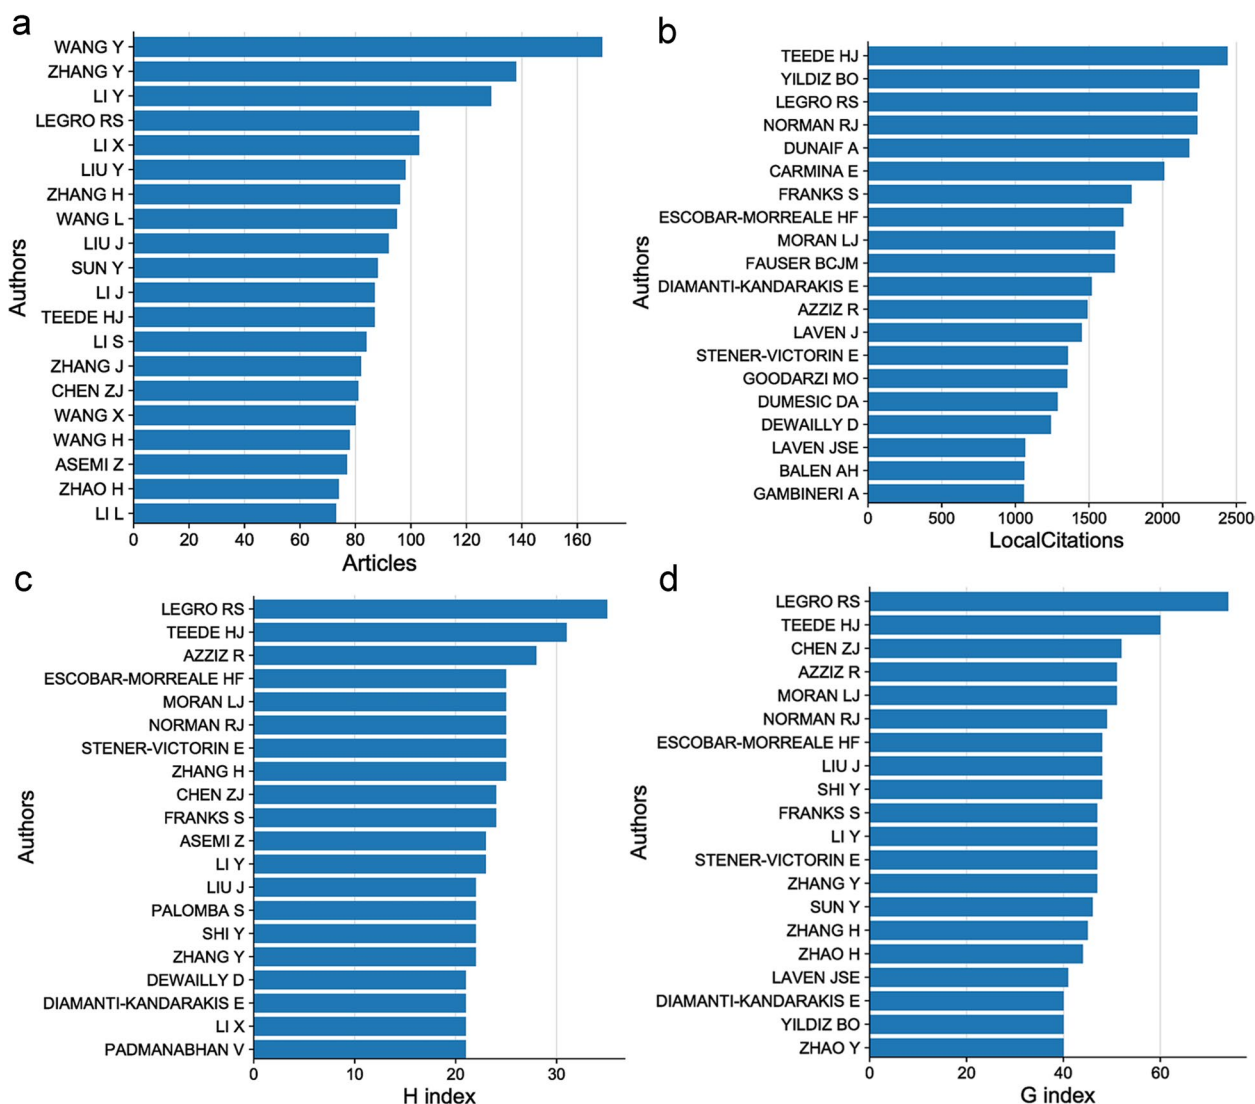 a
WANG Y
ZHANG Y
LI Y
LEGRO RS
LI X
LIU Y
ZHANG H
WANG L
LIU J
SUN Y
LI J
TEEDE HJ
LI S
ZHANG J
CHEN ZJ
WANG X
WANG H
ASEMI Z
ZHAO H
LI L
Authors
0 20 40 60 80 100 120 140 160
Articles
b
TEEDE HJ
YILDIZ BO
LEGRO RS
NORMAN RJ
DUNAIF A
CARMINA E
FRANKS S
ESCOBAR-MORREALE HF
MORAN LJ
FAUSER BCJM
DIAMANTI-KANDARAKIS E
AZZIZ R
LAVEN J
STENER-VICTORIN E
GOODARZI MO
DUMESIC DA
DEWAILLY D
LAVEN JSE
BALEN AH
GAMBINERI A
Authors
0 500 1000 1500 2000 2500
LocalCitations
c
LEGRO RS
TEEDE HJ
AZZIZ R
ESCOBAR-MORREALE HF
MORAN LJ
NORMAN RJ
STENER-VICTORIN E
ZHANG H
CHEN ZJ
FRANKS S
ASEMI Z
LI Y
LIU J
PALOMBA S
SHI Y
ZHANG Y
DEWAILLY D
DIAMANTI-KANDARAKIS E
LI X
PADMANABHAN V
Authors
0 10 20 30
H index
d
LEGRO RS
TEEDE HJ
CHEN ZJ
AZZIZ R
MORAN LJ
NORMAN RJ
ESCOBAR-MORREALE HF
LIU J
SHI Y
FRANKS S
LI Y
STENER-VICTORIN E
ZHANG Y
SUN Y
ZHANG H
ZHAO H
LAVEN JSE
DIAMANTI-KANDARAKIS E
YILDIZ BO
ZHAO Y
Authors
0 20 40 60
G index